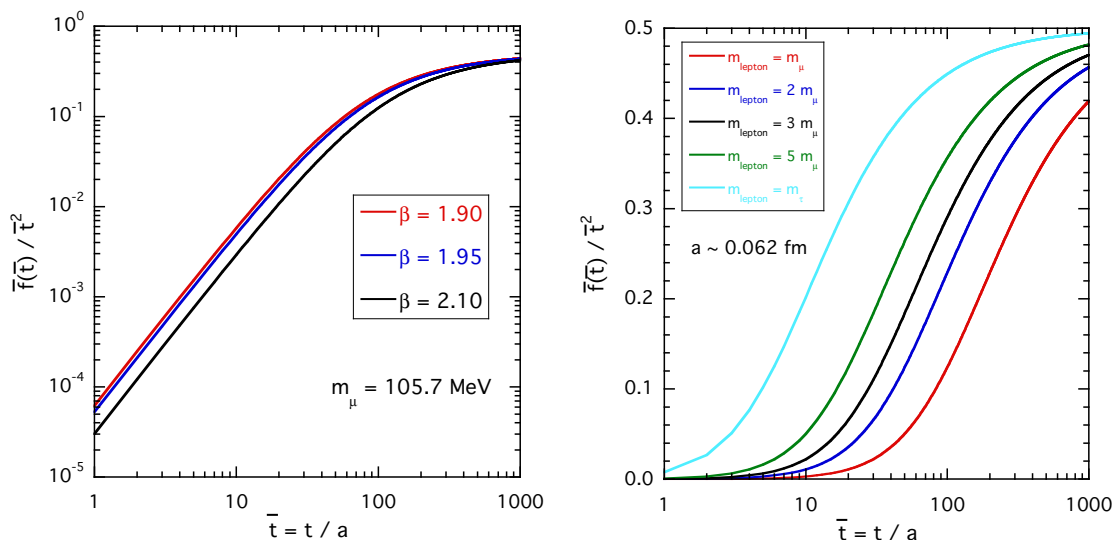 10⁰
10⁻¹
10⁻²
10⁻³
10⁻⁴
10⁻⁵
f̄(t̄) / t̄²
β = 1.90
β = 1.95
β = 2.10
m_μ = 105.7 MeV
1 10 100 1000
t̄ = t / a
0.5
0.4
0.3
0.2
0.1
0.0
f̄(t̄) / t̄²
m_lepton = m_μ
m_lepton = 2 m_μ
m_lepton = 3 m_μ
m_lepton = 5 m_μ
m_lepton = m_τ
a ~ 0.062 fm
1 10 100 1000
t̄ = t / a